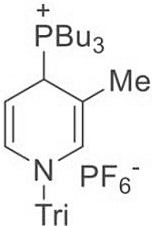 +
PBu3
Me
N PF6-
Tri